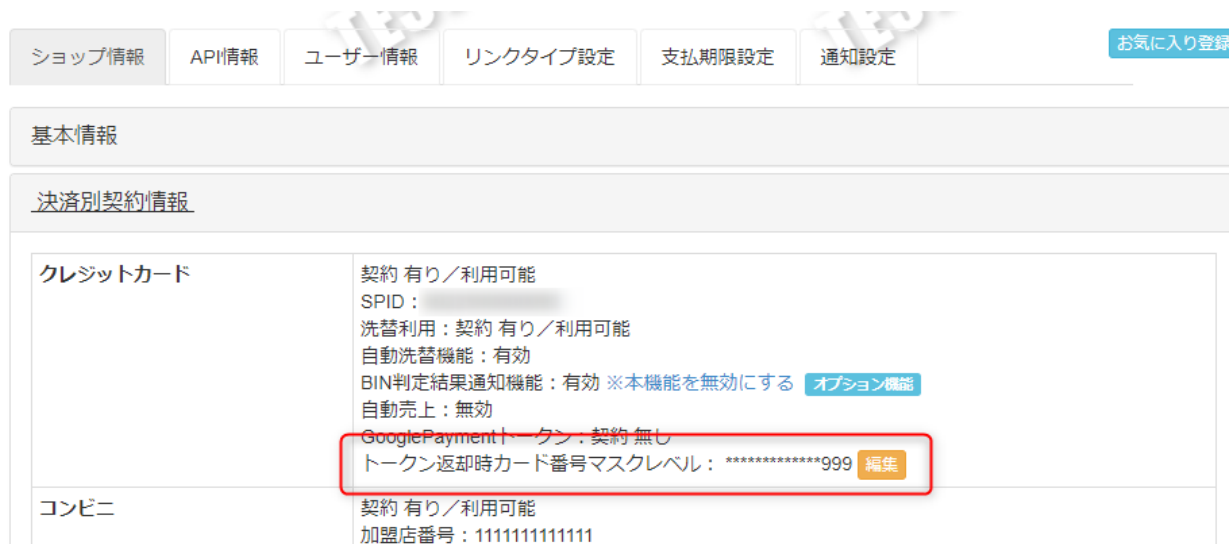 TEST
TEST
ショップ情報 API情報 ユーザー情報 リンクタイプ設定 支払期限設定 通知設定 お気に入り登録
基本情報
決済別契約情報
クレジットカード 契約 有り／利用可能
SPID：
洗替利用：契約 有り／利用可能
自動洗替機能：有効
BIN判定結果通知機能：有効 ※本機能を無効にする オプション機能
自動売上：無効
GooglePaymentトークン：契約 無し
トークン返却時カード番号マスクレベル： *************999 編集
コンビニ 契約 有り／利用可能
加盟店番号：1111111111111